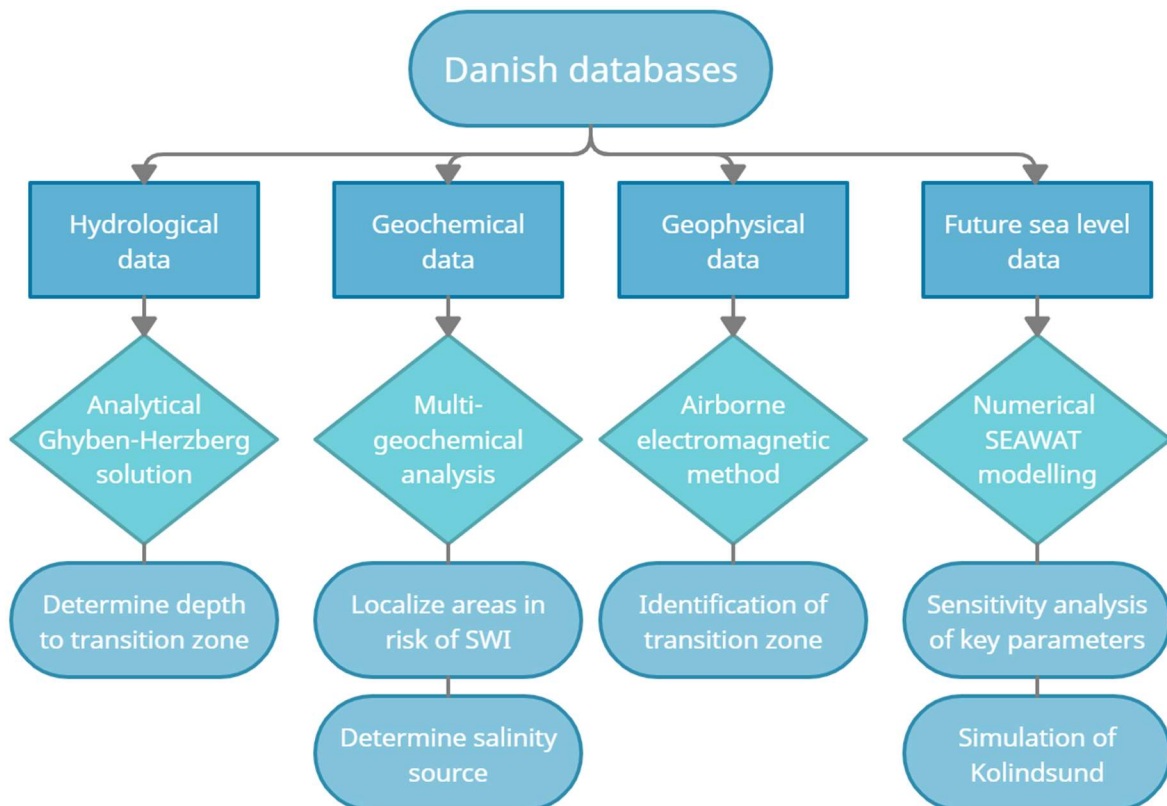 Danish databases
Hydrological
data
Geochemical
data
Geophysical
data
Future sea level
data
Analytical
Ghyben-Herzberg
solution
Multi-
geochemical
analysis
Airborne
electromagnetic
method
Numerical
SEAWAT
modelling
Determine depth
to transition zone
Localize areas in
risk of SWI
Identification of
transition zone
Sensitivity analysis
of key parameters
Determine salinity
source
Simulation of
Kolindsund